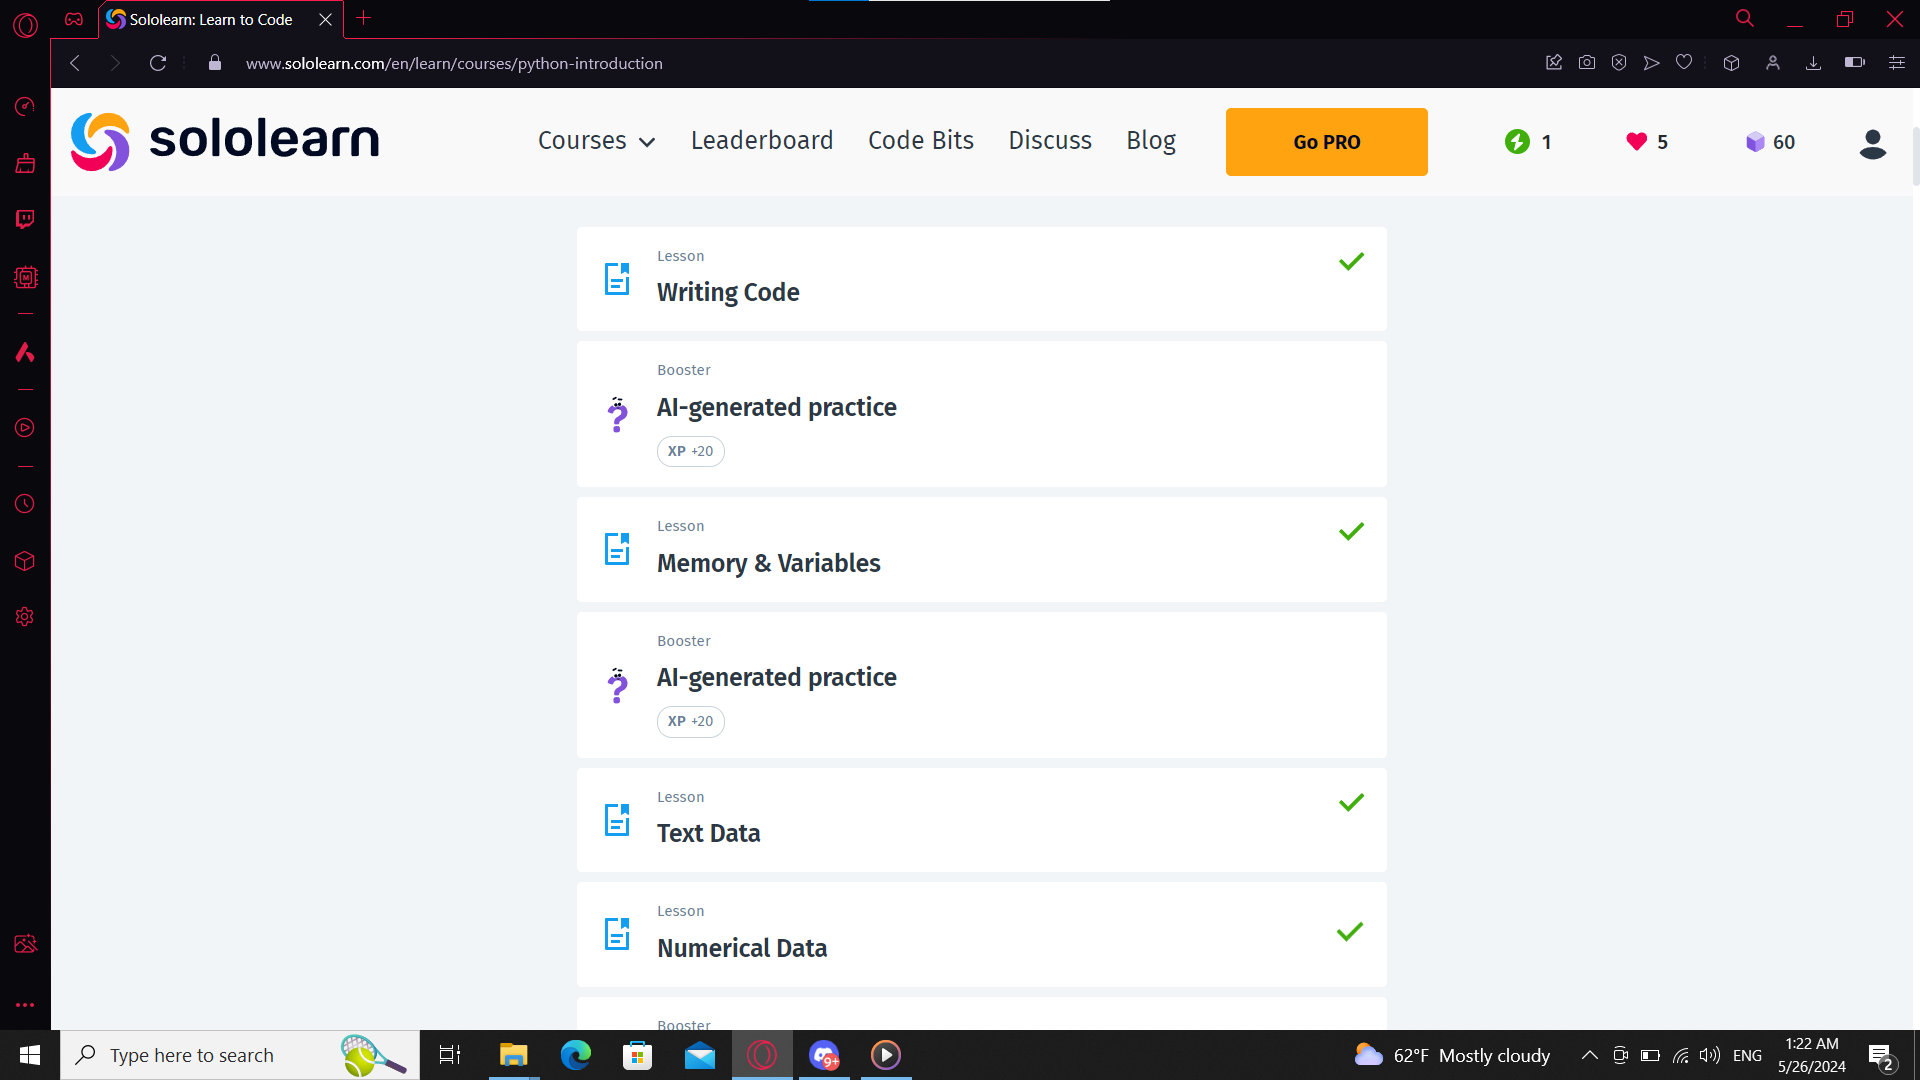 Sololearn: Learn to Code
www.sololearn.com/en/learn/courses/python-introduction
sololearn
Courses Leaderboard Code Bits Discuss Blog Go PRO 1 5 60
Lesson
Writing Code
Booster
AI-generated practice
XP +20
Lesson
Memory & Variables
Booster
AI-generated practice
XP +20
Lesson
Text Data
Lesson
Numerical Data
Booster
Type here to search
9+
62°F Mostly cloudy
ENG
1:22 AM
5/26/2024
2